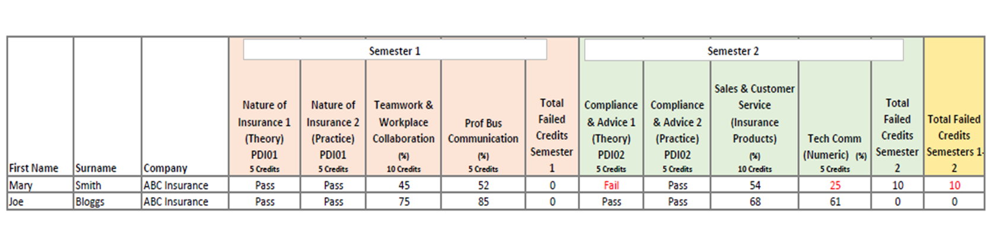 Semester 1
Semester 2
First Name
Surname
Company
Nature of
Insurance 1
(Theory)
PDI01
5 Credits
Nature of
Insurance 2
(Practice)
PDI01
5 Credits
Teamwork &
Workplace
Collaboration
(%)
10 Credits
Prof Bus
Communication
(%)
5 Credits
Total
Failed
Credits
Semester
1
Compliance
& Advice 1
(Theory)
PDI02
5 Credits
Compliance
& Advice 2
(Practice)
PDI02
5 Credits
Sales & Customer
Service
(Insurance
Products)
(%)
10 Credits
Tech Comm
(Numeric) (%)
5 Credits
Total
Failed
Credits
Semester
2
Total Failed
Credits
Semesters 1-
2
Mary Smith ABC Insurance Pass Pass 45 52 0 Fail Pass 54 25 10 10
Joe Bloggs ABC Insurance Pass Pass 75 85 0 Pass Pass 68 61 0 0